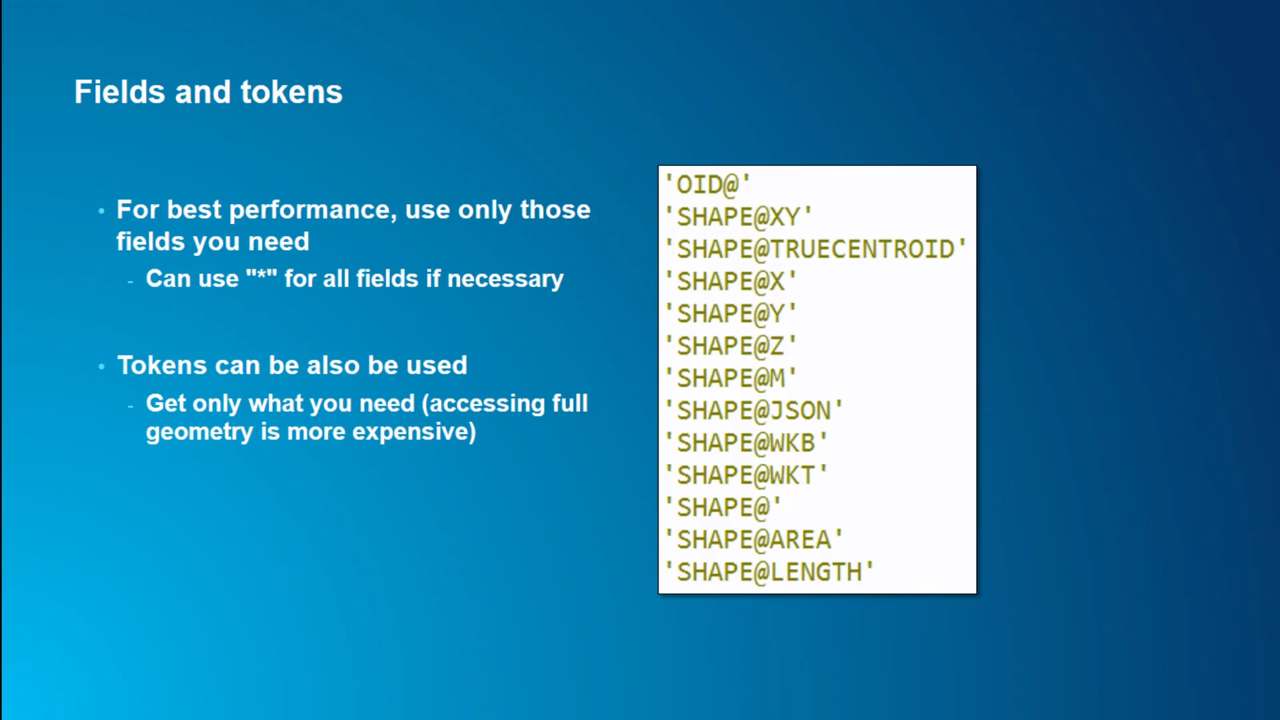 Fields and tokens
• For best performance, use only those
fields you need
- Can use "*" for all fields if necessary
• Tokens can be also be used
- Get only what you need (accessing full
geometry is more expensive)
'OID@'
'SHAPE@XY'
'SHAPE@TRUECENTROID'
'SHAPE@X'
'SHAPE@Y'
'SHAPE@Z'
'SHAPE@M'
'SHAPE@JSON'
'SHAPE@WKB'
'SHAPE@WKT'
'SHAPE@'
'SHAPE@AREA'
'SHAPE@LENGTH'